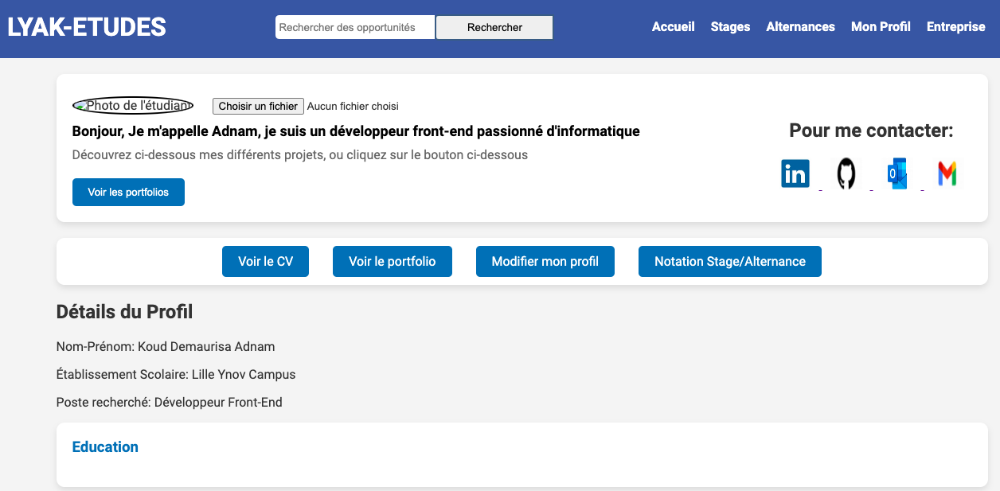 LYAK-ETUDES
Rechercher des opportunités
Rechercher
Accueil
Stages
Alternances
Mon Profil
Entreprise
Photo de l'étudian
Choisir un fichier
Aucun fichier choisi
Bonjour, Je m'appelle Adnam, je suis un développeur front-end passionné d'informatique
Découvrez ci-dessous mes différents projets, ou cliquez sur le bouton ci-dessous
Voir les portfolios
Pour me contacter:
in
O
Voir le CV
Voir le portfolio
Modifier mon profil
Notation Stage/Alternance
Détails du Profil
Nom-Prénom: Koud Demaurisa Adnam
Établissement Scolaire: Lille Ynov Campus
Poste recherché: Développeur Front-End
Education